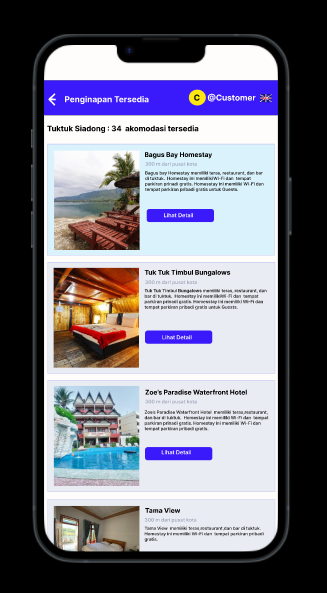 Penginapan Tersedia
C @Customer
Tuktuk Siadong : 34 akomodasi tersedia
Bagus Bay Homestay
300 m dari pusat kota
Bagus bay Homestay memiliki teras, restaurant, dan bar
di tuktuk. Homestay ini memiliki Wi-Fi dan tempat
parkiran pribadi gratis. Homestay ini memiliki Wi-Fi dan
tempat parkiran pribadi gratis untuk Guests.
Lihat Detail
Tuk Tuk Timbul Bungalows
300 m dari pusat kota
Tuk Tuk Timbul Bungalows memiliki teras, restaurant, dan
bar di tuktuk. Homestay ini memiliki Wi-Fi dan tempat
parkiran pribadi gratis. Homestay ini memiliki Wi-Fi dan
tempat parkiran pribadi gratis untuk Guests.
Lihat Detail
Zoe's Paradise Waterfront Hotel
300 m dari pusat kota
Zoe's Paradise Waterfront Hotel memiliki teras,restaurant,
dan bar di tuktuk. Homestay ini memiliki Wi-Fi dan tempat
parkiran pribadi gratis. Homestay ini memiliki Wi-Fi dan
tempat parkiran pribadi gratis.
Lihat Detail
Tama View
300 m dari pusat kota
Tama View memiliki teras,restaurant,dan bar di tuktuk.
Homestay ini memiliki Wi-Fi dan tempat parkiran pribadi
gratis.